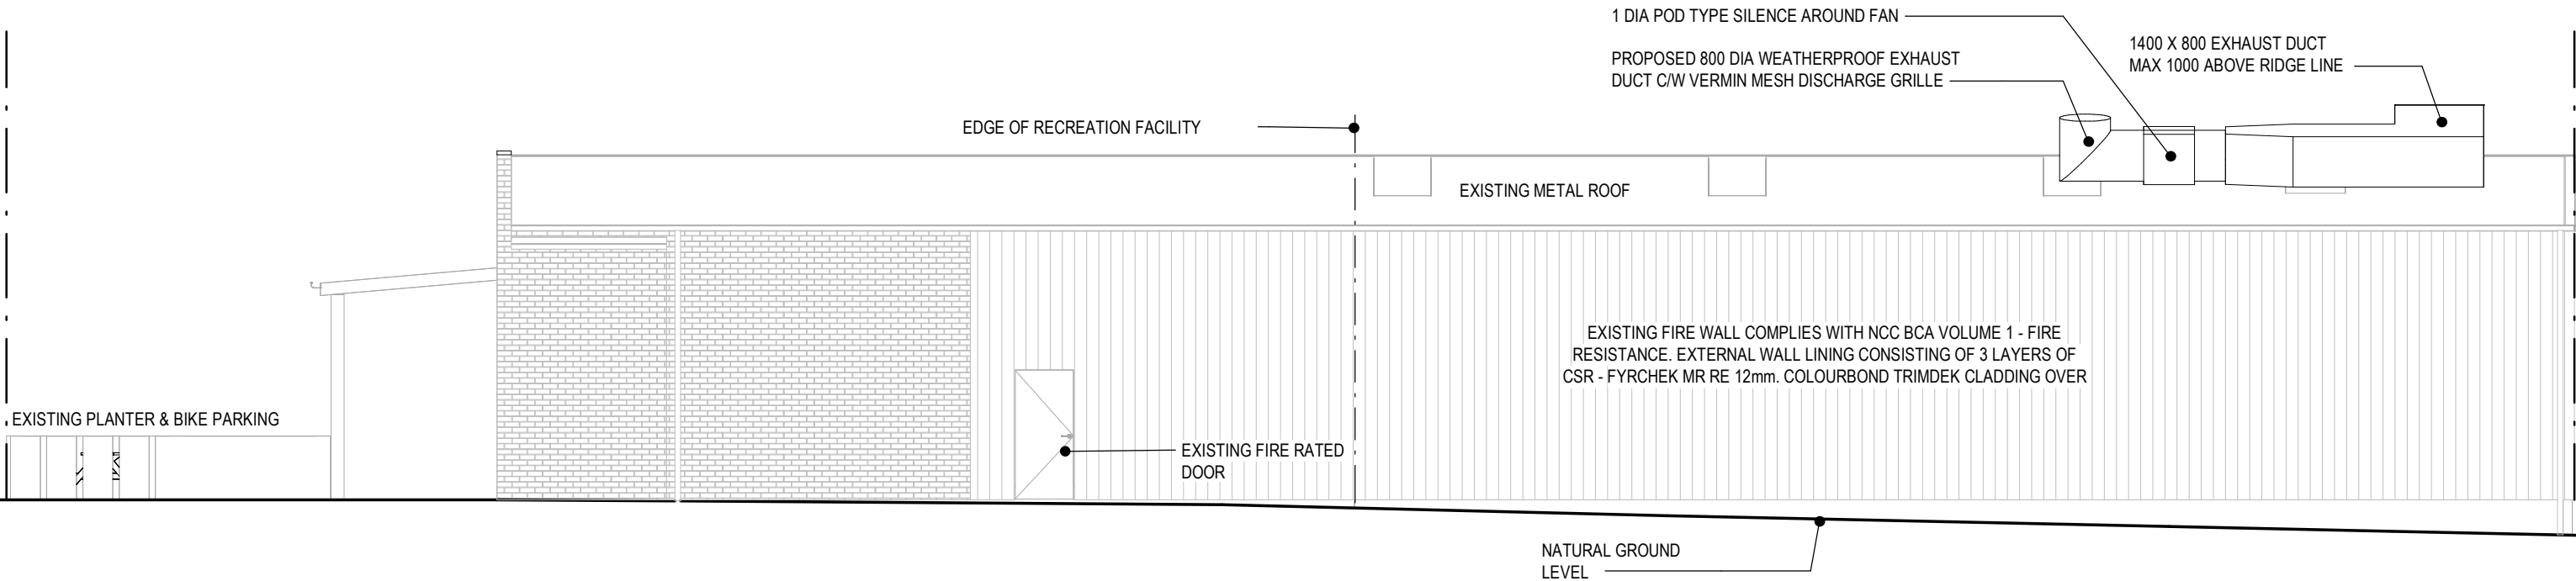 1 DIA POD TYPE SILENCE AROUND FAN
PROPOSED 800 DIA WEATHERPROOF EXHAUST
DUCT C/W VERMIN MESH DISCHARGE GRILLE
1400 X 800 EXHAUST DUCT
MAX 1000 ABOVE RIDGE LINE
EDGE OF RECREATION FACILITY
EXISTING METAL ROOF
EXISTING FIRE WALL COMPLIES WITH NCC BCA VOLUME 1 - FIRE
RESISTANCE. EXTERNAL WALL LINING CONSISTING OF 3 LAYERS OF
CSR - FYRCHEK MR RE 12mm. COLOURBOND TRIMDEK CLADDING OVER
EXISTING PLANTER & BIKE PARKING
EXISTING FIRE RATED
DOOR
NATURAL GROUND
LEVEL